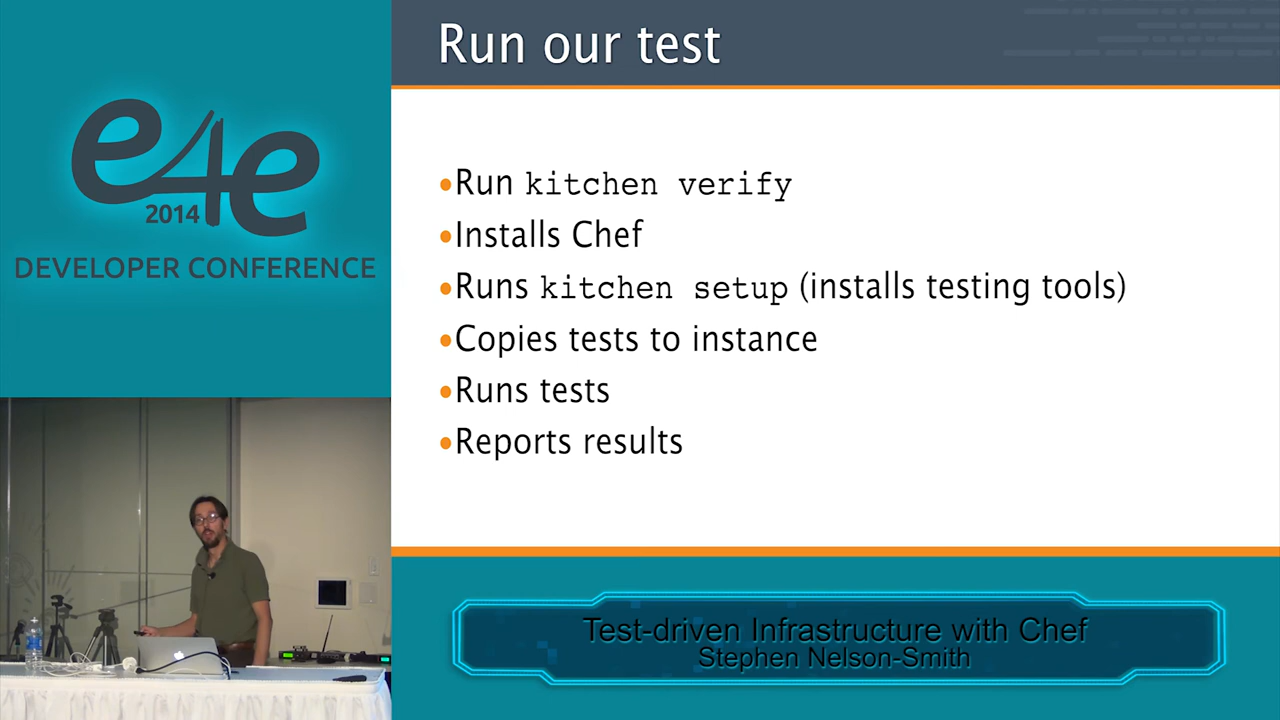 Run our test
e4e
2014
DEVELOPER CONFERENCE
•Run kitchen verify
•Installs Chef
•Runs kitchen setup (installs testing tools)
•Copies tests to instance
•Runs tests
•Reports results
Test-driven Infrastructure with Chef
Stephen Nelson-Smith